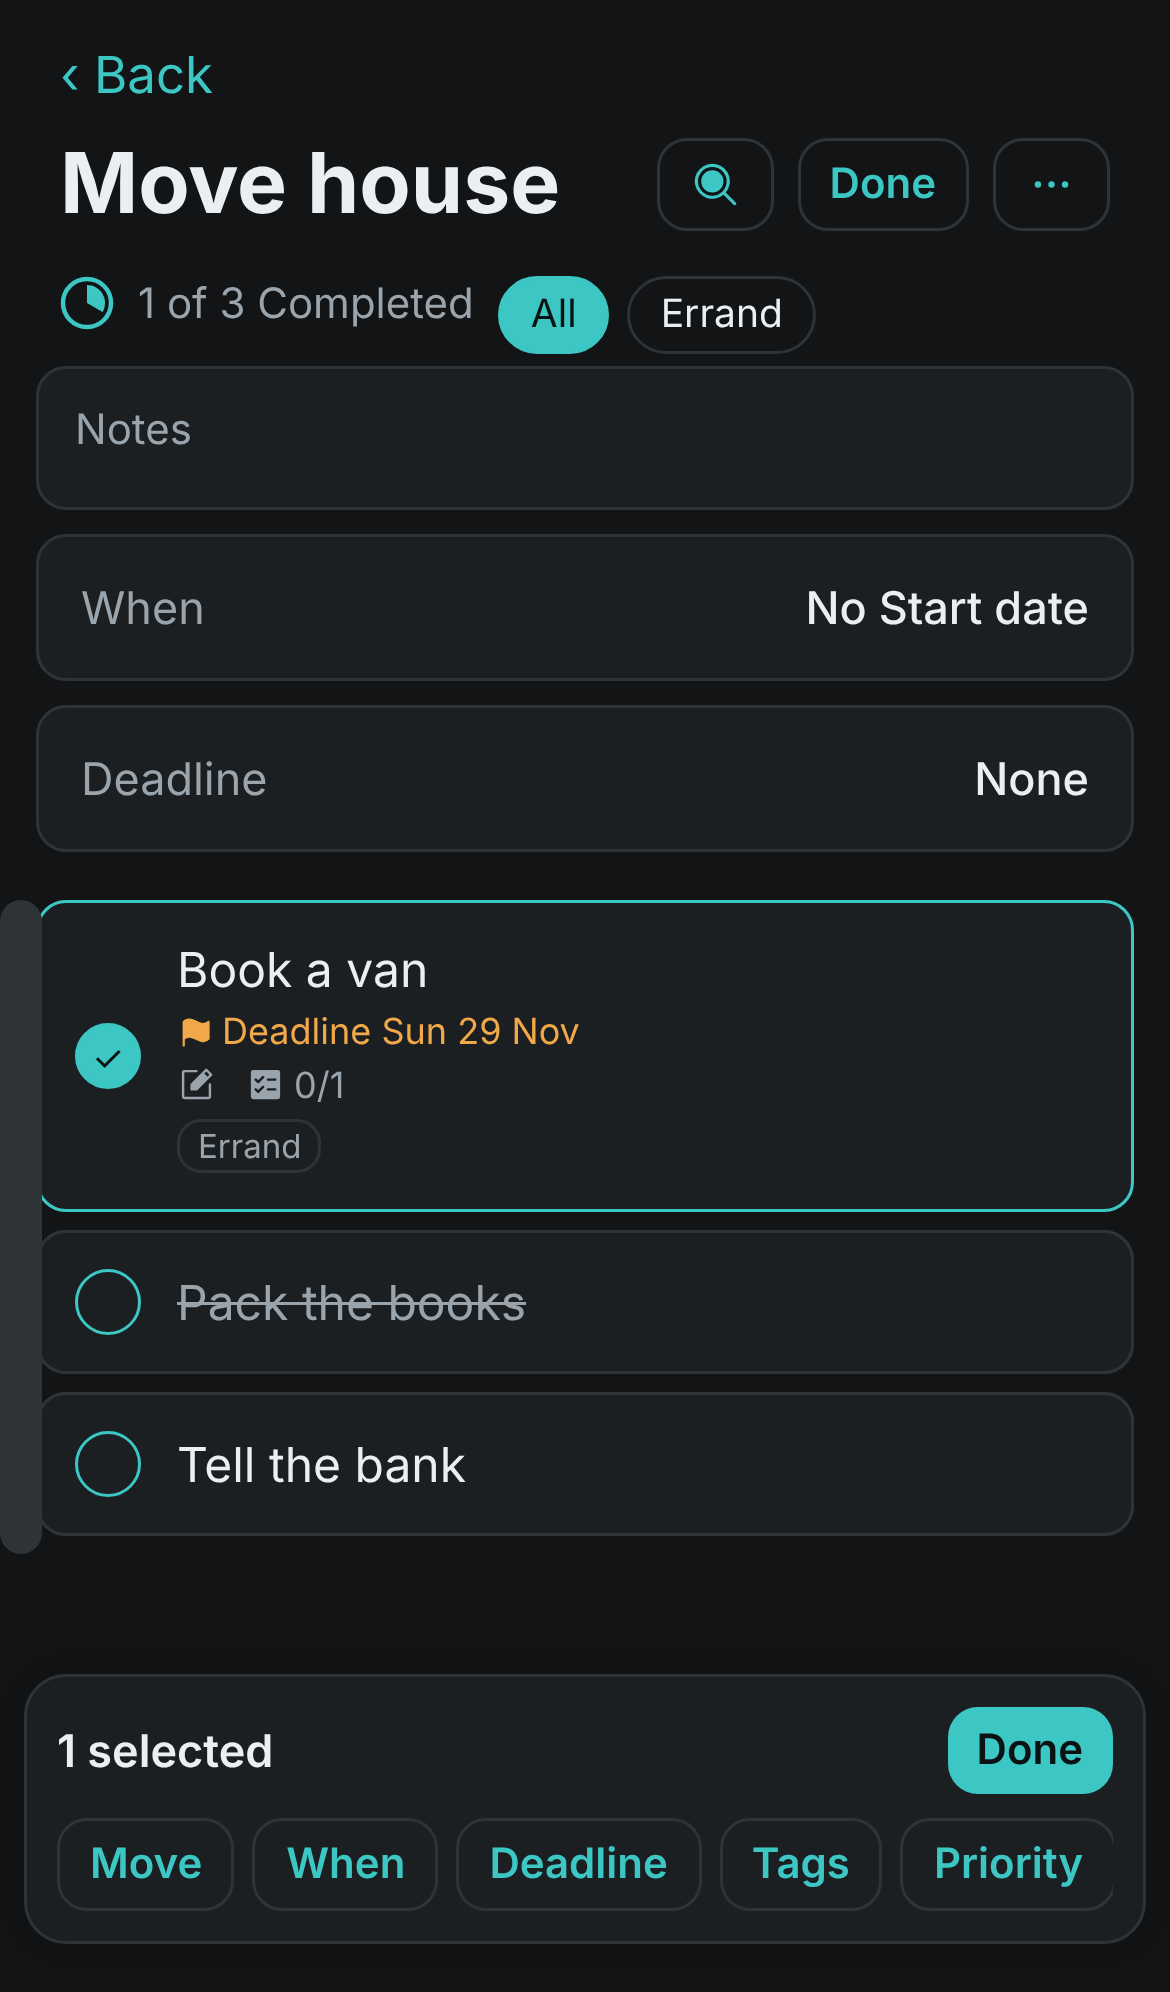 ‹ Back
Move house
Done
...
1 of 3 Completed
All
Errand
Notes
When
No Start date
Deadline
None
Book a van
Deadline Sun 29 Nov
0/1
Errand
Pack the books
Tell the bank
1 selected
Done
Move
When
Deadline
Tags
Priority